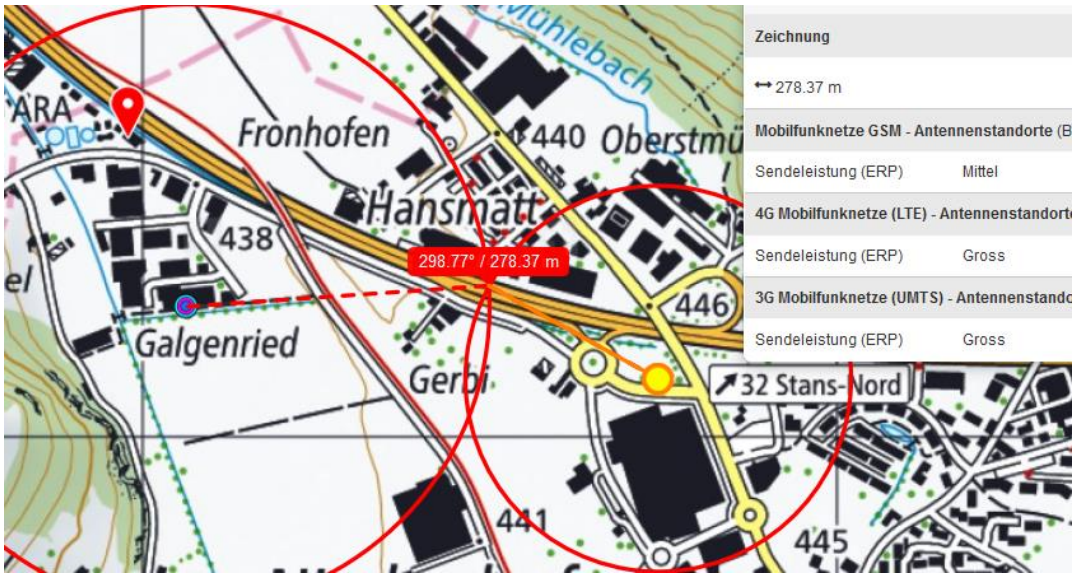 Mühlebach
Zeichnung
278.37 m
ARA
Fronhofen
440
Oberstmü
Mobilfunknetze GSM - Antennenstandorte (B
Sendeleistung (ERP) Mittel
Hansmatt
4G Mobilfunknetze (LTE) - Antennenstandorte
438
298.77° / 278.37 m
Sendeleistung (ERP) Gross
el
446
3G Mobilfunknetze (UMTS) - Antennenstando
Galgenried
Sendeleistung (ERP) Gross
Gerbi
32 Stans-Nord
441
445